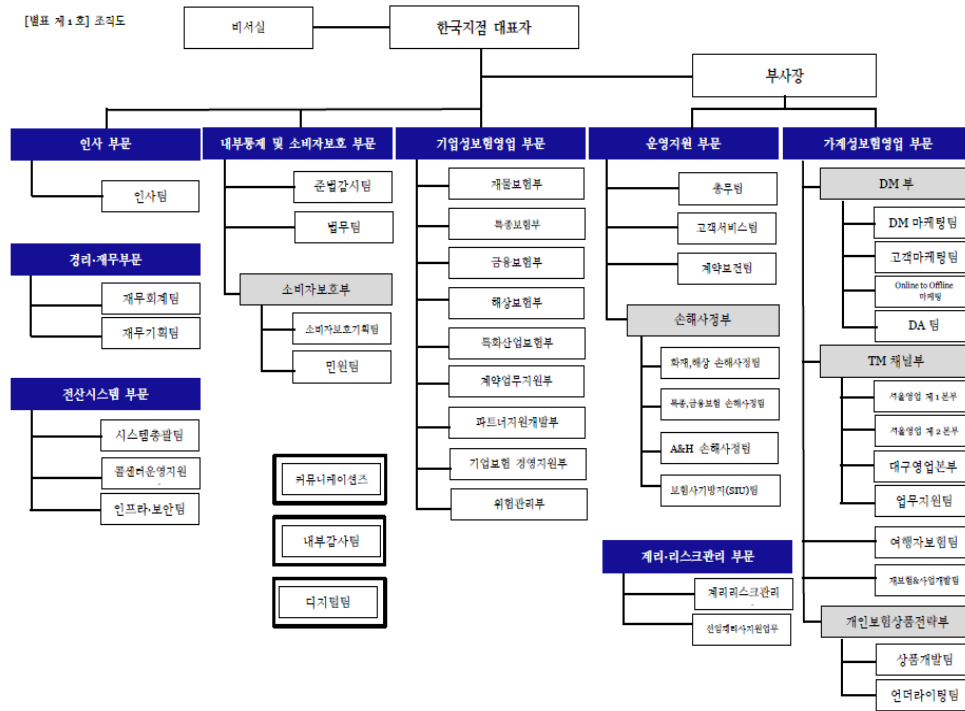 [별표 제 1 호] 조직도
비서실
한국지점 대표자
부사장
인사 부문
인사팀
경리·재무부문
재무회계팀
재무기획팀
전산시스템 부문
시스템총괄팀
콜센터운영지원
인프라·보안팀
내부통제 및 소비자보호 부문
준법감시팀
법무팀
소비자보호부
소비자보호기획팀
민원팀
커뮤니케이션즈
내부감사팀
디지털팀
기업성보험영업 부문
재물보험부
특종보험부
금융보험부
해상보험부
특화산업보험부
계약업무지원부
파트너지원개발부
기업보험 경영지원부
위험관리부
운영지원 부문
총무팀
고객서비스팀
계약보전팀
손해사정부
화재,해상 손해사정팀
특종,금융보험 손해사정팀
A&H 손해사정팀
보험사기방지(SIU)팀
계리·리스크관리 부문
계리리스크관리
선임계리사지원업무
가계성보험영업 부문
DM 부
DM 마케팅팀
고객마케팅팀
Online to Offline
마케팅
DA 팀
TM 채널부
서울영업 제 1 본부
서울영업 제 2 본부
대구영업본부
업무지원팀
여행자보험팀
재보험&사업개발팀
개인보험상품전략부
상품개발팀
언더라이팅팀